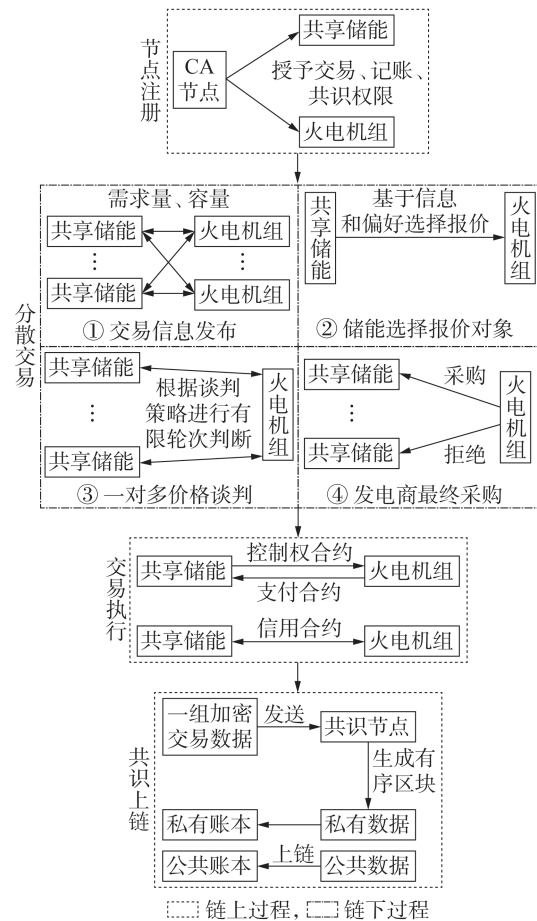 节点注册
CA
节点
共享储能
授予交易、记账、
共识权限
火电机组
分散交易
需求量、容量
共享储能
火电机组
⋮
⋮
共享储能
火电机组
① 交易信息发布
共享储能
基于信息
和偏好选择报价
火电机组
② 储能选择报价对象
共享储能
⋮
共享储能
根据谈判
策略进行有
限轮次判断
火电机组
③ 一对多价格谈判
共享储能
⋮
共享储能
采购
拒绝
火电机组
④ 发电商最终采购
交易执行
共享储能
控制权合约
支付合约
火电机组
共享储能
信用合约
火电机组
共识上链
一组加密
交易数据
发送
共识节点
生成有
序区块
私有账本
私有数据
公共账本
上链
公共数据
链上过程, 链下过程